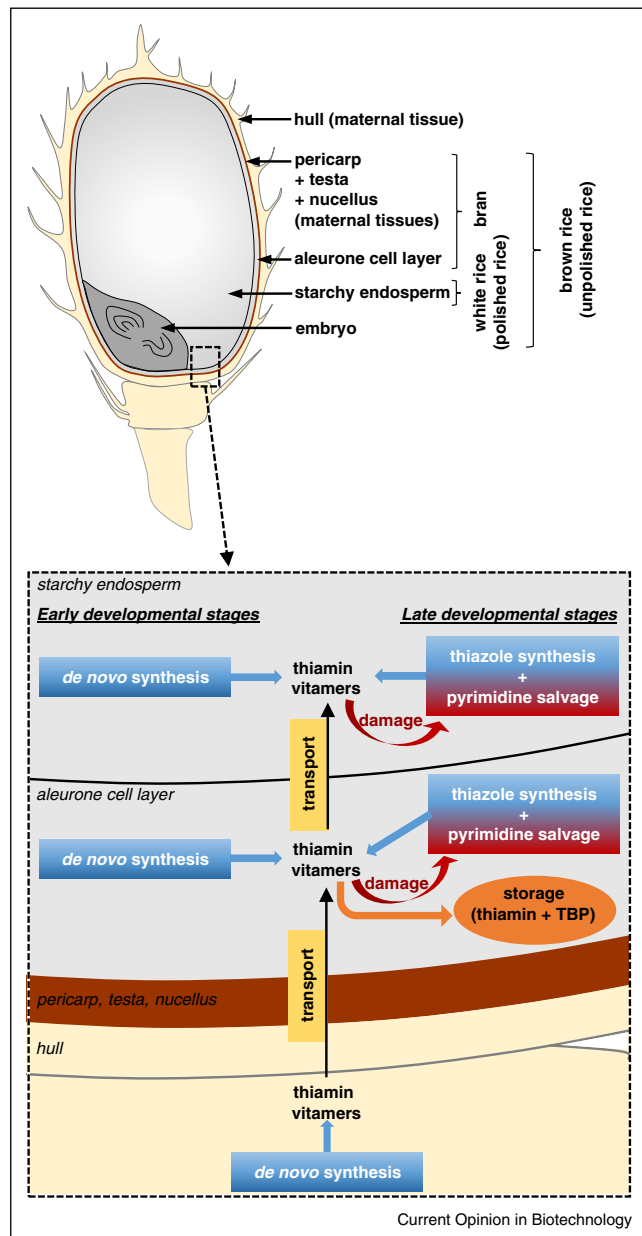 hull (maternal tissue)
pericarp
+ testa
+ nucellus
(maternal tissues)
aleurone cell layer
starchy endosperm
embryo
bran
white rice
(polished rice)
brown rice
(unpolished rice)
starchy endosperm
Early developmental stages
Late developmental stages
de novo synthesis
thiamin
vitamers
thiazole synthesis
+
pyrimidine salvage
damage
transport
aleurone cell layer
de novo synthesis
thiamin
vitamers
thiazole synthesis
+
pyrimidine salvage
damage
storage
(thiamin + TBP)
transport
pericarp, testa, nucellus
hull
thiamin
vitamers
de novo synthesis
Current Opinion in Biotechnology